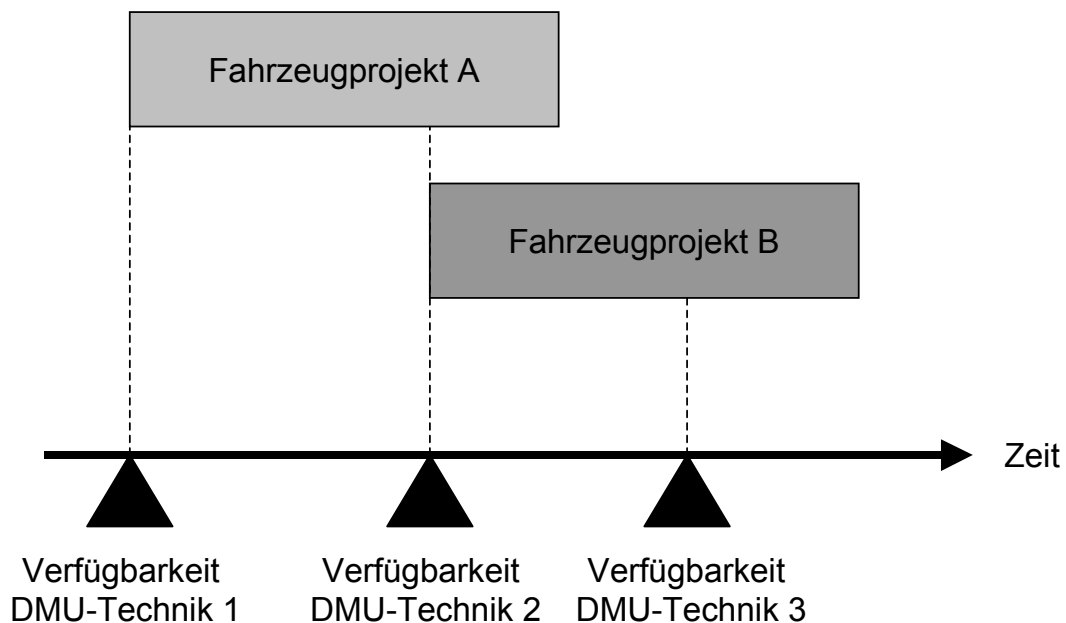 Fahrzeugprojekt A
Fahrzeugprojekt B
Zeit
Verfügbarkeit
DMU-Technik 1
Verfügbarkeit
DMU-Technik 2
Verfügbarkeit
DMU-Technik 3